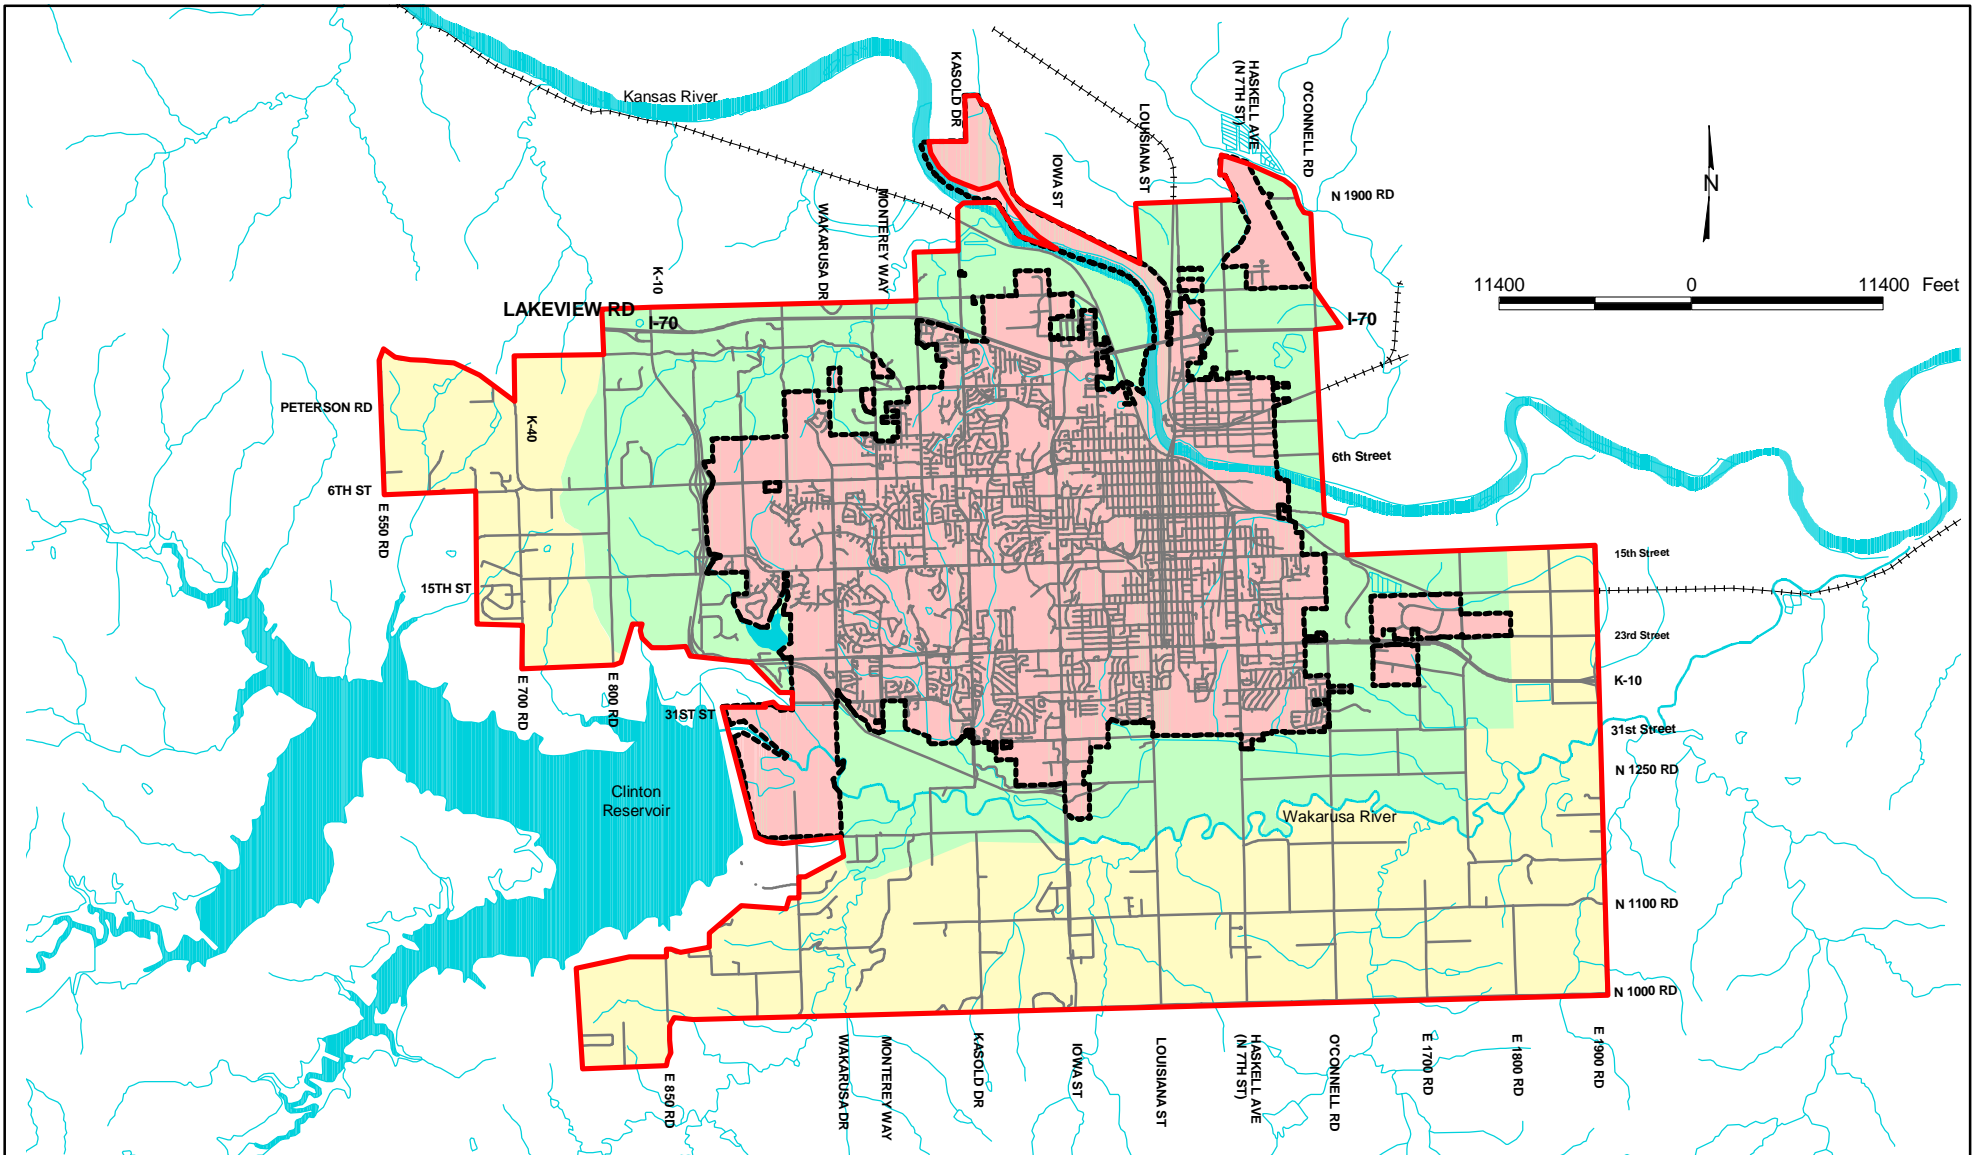 Kansas River
KASOLD DR
IOWA ST
LOUISIANA ST
HASKELL AVE
(N 7TH ST)
O'CONNELL RD
N 1900 RD
N
11400 0 11400 Feet
WAKARUSA DR
MONTEREY WAY
K-10
LAKEVIEW RD
I-70
I-70
PETERSON RD
K-40
6TH ST
E 550 RD
6th Street
15TH ST
15th Street
23rd Street
K-10
E 700 RD
E 800 RD
31ST ST
31st Street
N 1250 RD
Clinton
Reservoir
Wakarusa River
N 1100 RD
N 1000 RD
E 850 RD
WAKARUSA DR
MONTEREY WAY
KASOLD DR
IOWA ST
LOUISIANA ST
HASKELL AVE
(N 7TH ST)
O'CONNELL RD
E 1700 RD
E 1800 RD
E 1900 RD